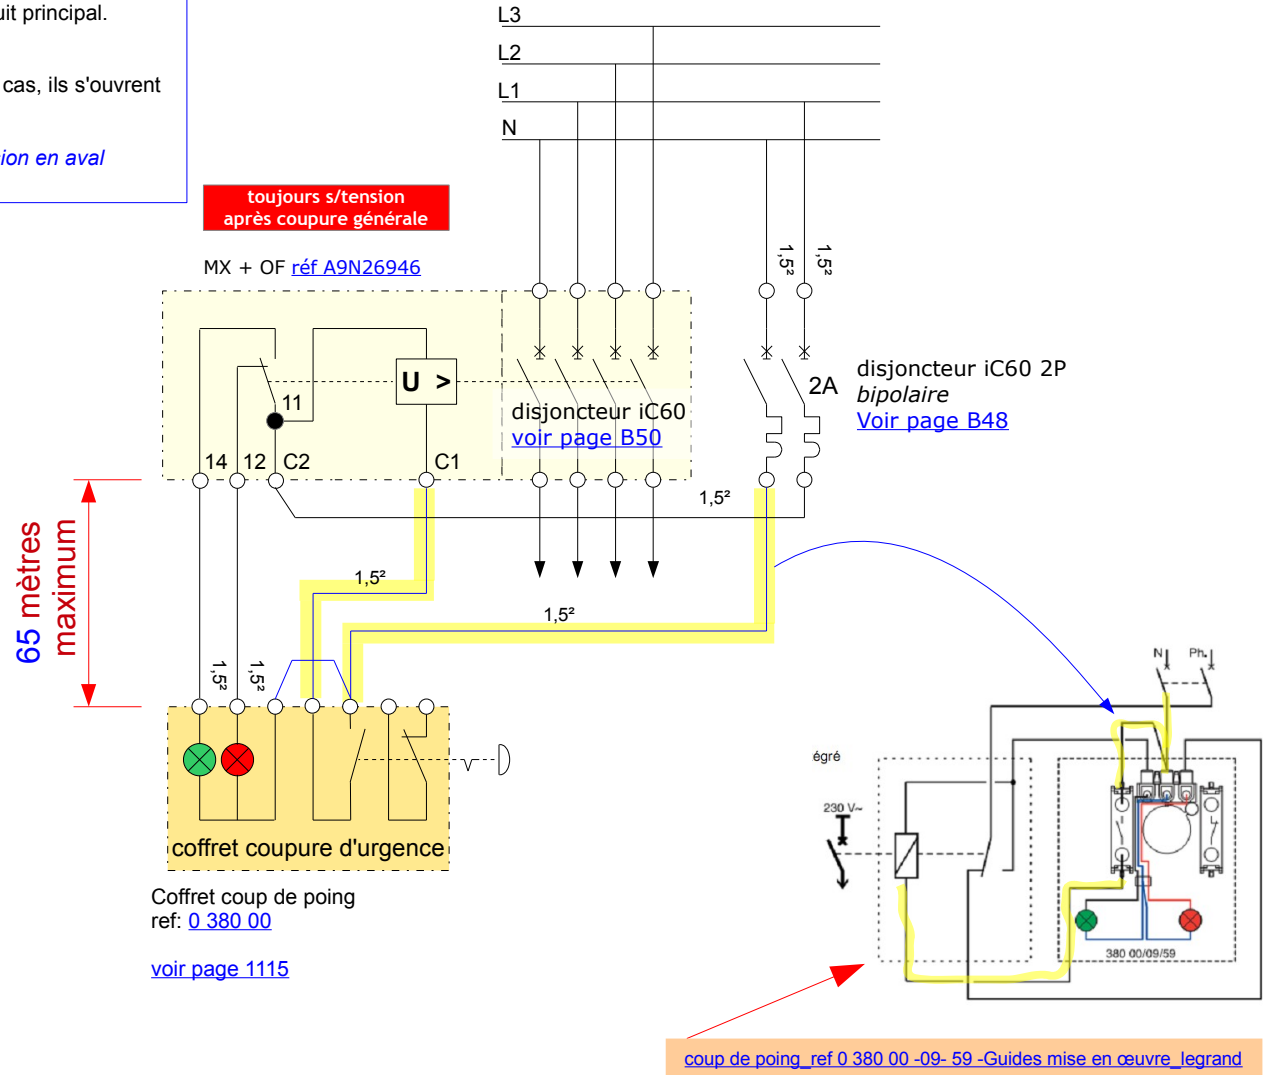 uit principal.
cas, ils s'ouvrent
ion en aval
L3
L2
L1
N
toujours s/tension
après coupure générale
MX + OF réf A9N26946
1,5²
1,5²
U >
11
14
12
C2
C1
disjoncteur iC60
voir page B50
2A
disjoncteur iC60 2P
bipolaire
Voir page B48
1,5²
65 mètres
maximum
1,5²
1,5²
1,5²
1,5²
coffret coupure d'urgence
Coffret coup de poing
ref: 0 380 00
voir page 1115
N
Ph.
égré
230 V~
380 00/09/59
coup de poing_ref 0 380 00 -09- 59 -Guides mise en œuvre_legrand